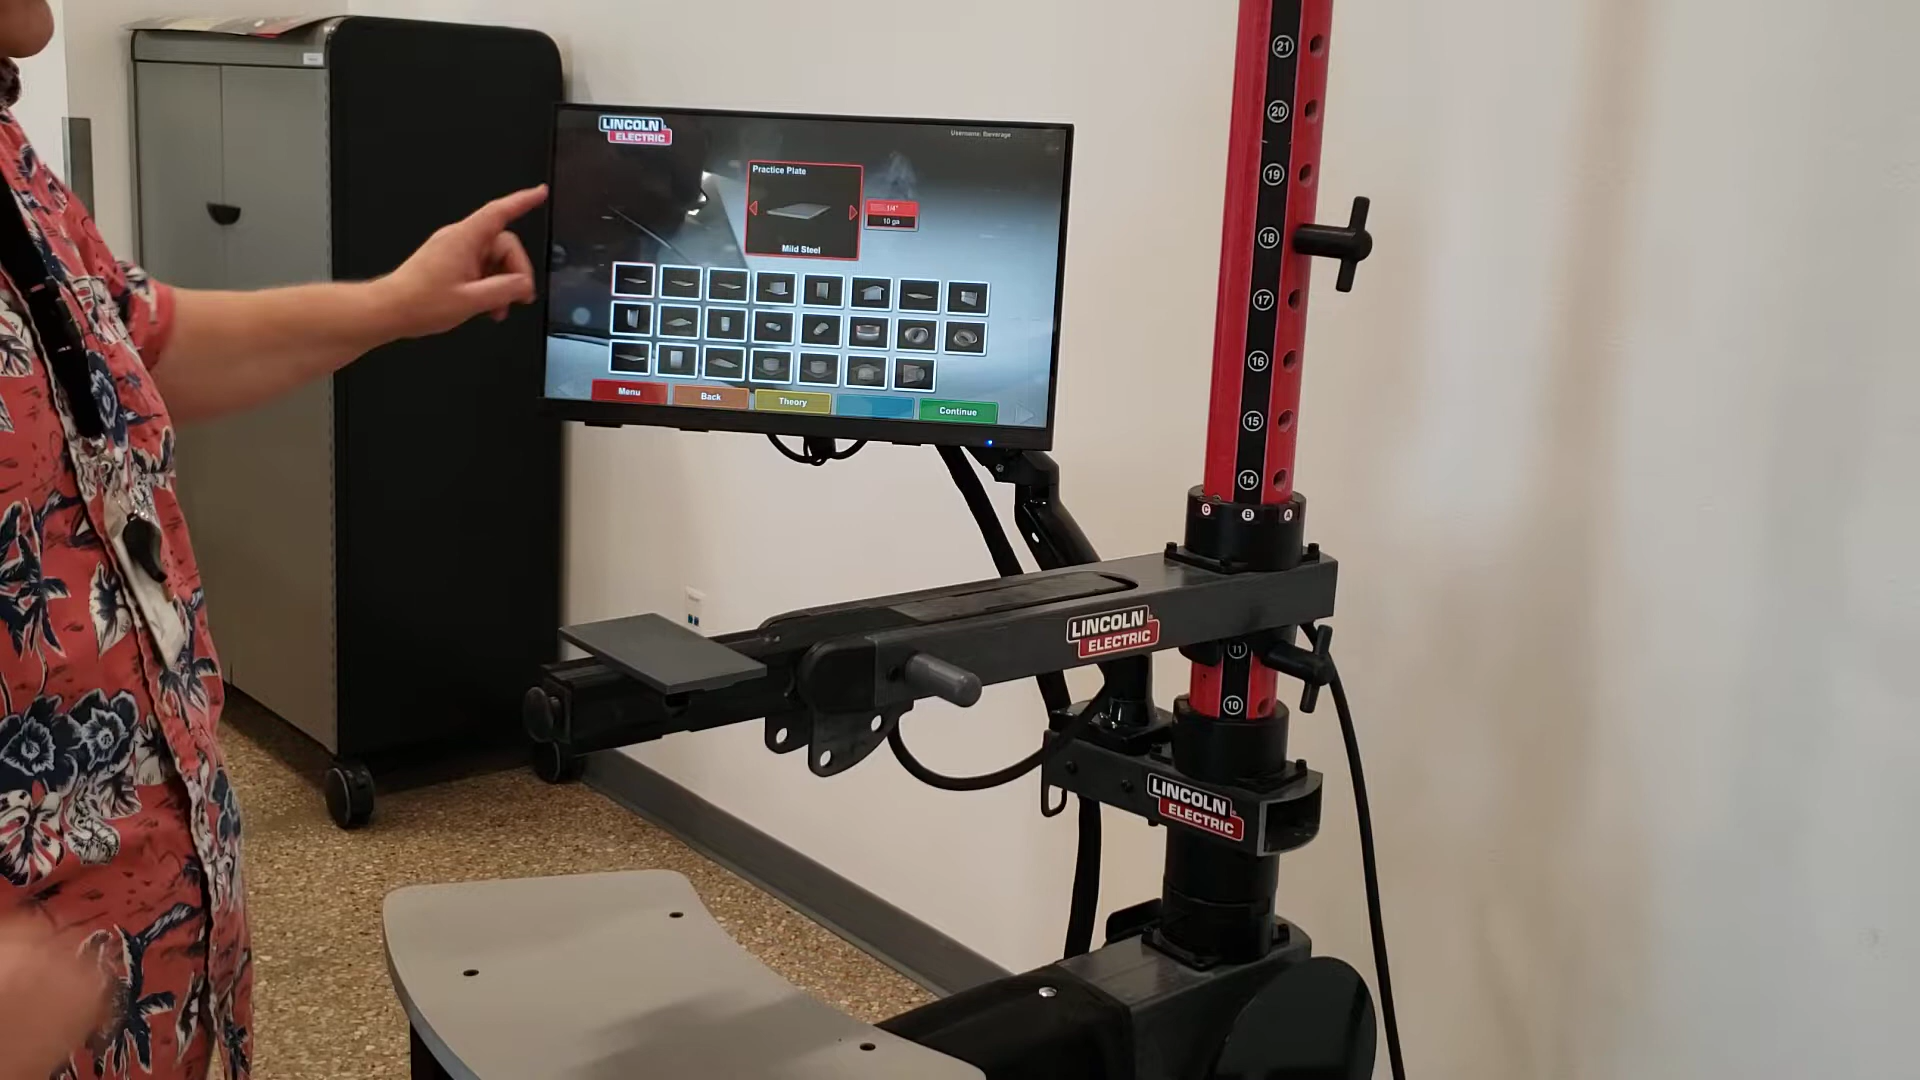 LINCOLN
ELECTRIC
Username: Barverage
Practice Plate
1/4"
10 ga
Mild Steel
Menu
Back
Theory
Continue
21
20
19
18
17
16
15
14
C B A
LINCOLN
ELECTRIC
11
10
LINCOLN
ELECTRIC